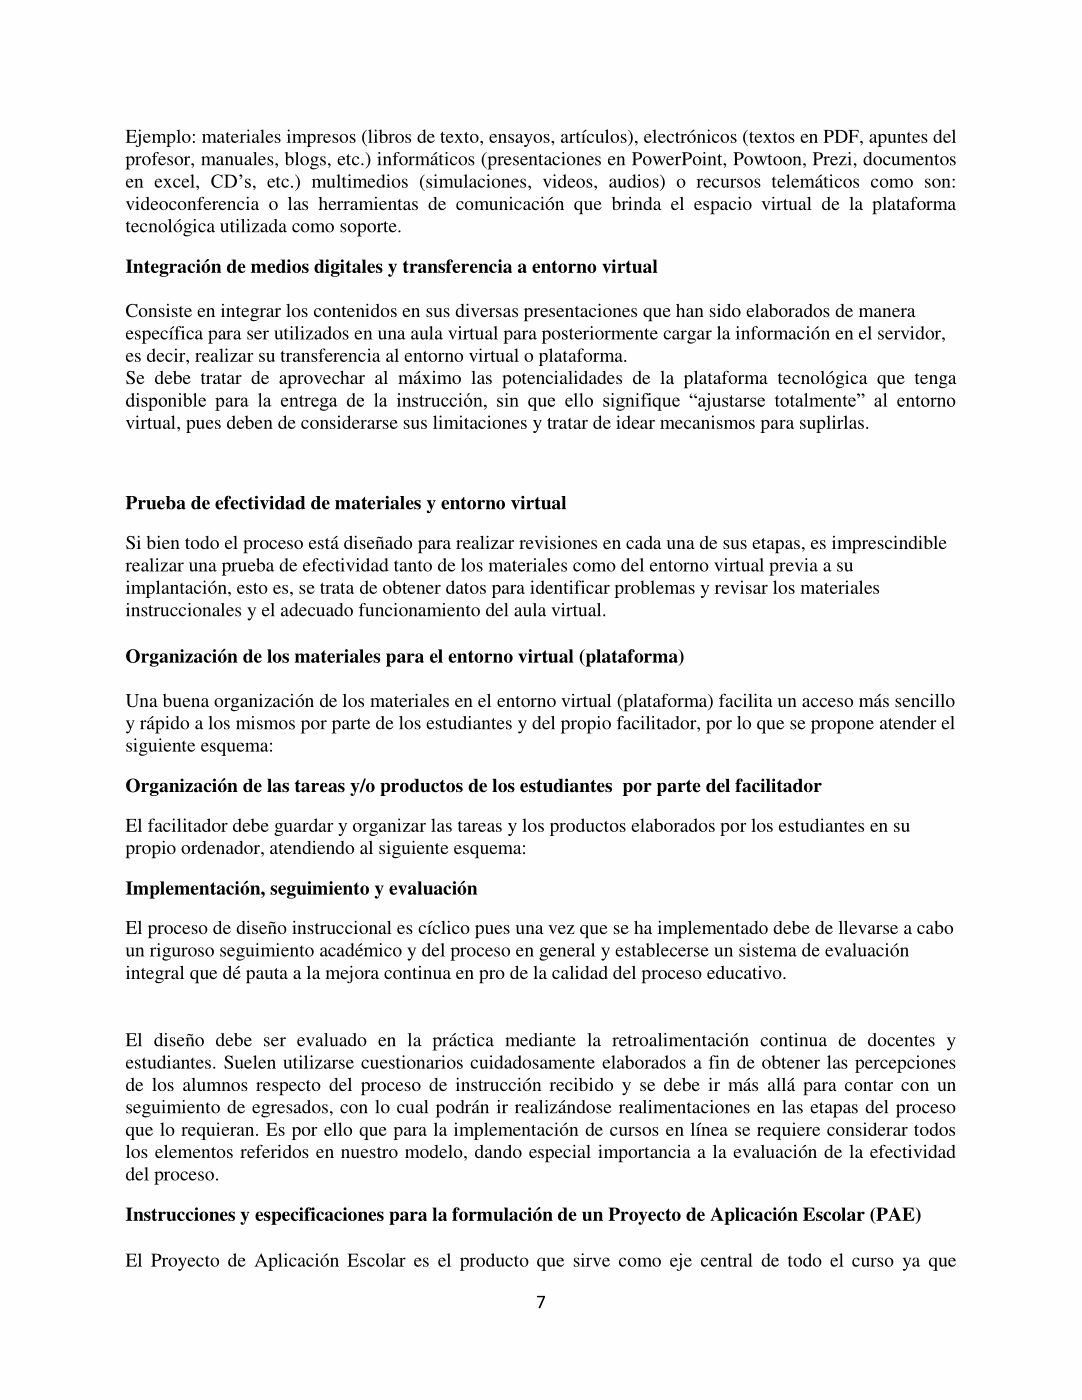 Ejemplo: materiales impresos (libros de texto, ensayos, artículos), electrónicos (textos en PDF, apuntes del
profesor, manuales, blogs, etc.) informáticos (presentaciones en PowerPoint, Powtoon, Prezi, documentos
en excel, CD’s, etc.) multimedios (simulaciones, videos, audios) o recursos telemáticos como son:
videoconferencia o las herramientas de comunicación que brinda el espacio virtual de la plataforma
tecnológica utilizada como soporte.
Integración de medios digitales y transferencia a entorno virtual
Consiste en integrar los contenidos en sus diversas presentaciones que han sido elaborados de manera
específica para ser utilizados en una aula virtual para posteriormente cargar la información en el servidor,
es decir, realizar su transferencia al entorno virtual o plataforma.
Se debe tratar de aprovechar al máximo las potencialidades de la plataforma tecnológica que tenga
disponible para la entrega de la instrucción, sin que ello signifique “ajustarse totalmente” al entorno
virtual, pues deben de considerarse sus limitaciones y tratar de idear mecanismos para suplirlas.
Prueba de efectividad de materiales y entorno virtual
Si bien todo el proceso está diseñado para realizar revisiones en cada una de sus etapas, es imprescindible
realizar una prueba de efectividad tanto de los materiales como del entorno virtual previa a su
implantación, esto es, se trata de obtener datos para identificar problemas y revisar los materiales
instruccionales y el adecuado funcionamiento del aula virtual.
Organización de los materiales para el entorno virtual (plataforma)
Una buena organización de los materiales en el entorno virtual (plataforma) facilita un acceso más sencillo
y rápido a los mismos por parte de los estudiantes y del propio facilitador, por lo que se propone atender el
siguiente esquema:
Organización de las tareas y/o productos de los estudiantes  por parte del facilitador
El facilitador debe guardar y organizar las tareas y los productos elaborados por los estudiantes en su
propio ordenador, atendiendo al siguiente esquema:
Implementación, seguimiento y evaluación
El proceso de diseño instruccional es cíclico pues una vez que se ha implementado debe de llevarse a cabo
un riguroso seguimiento académico y del proceso en general y establecerse un sistema de evaluación
integral que dé pauta a la mejora continua en pro de la calidad del proceso educativo.
El diseño debe ser evaluado en la práctica mediante la retroalimentación continua de docentes y
estudiantes. Suelen utilizarse cuestionarios cuidadosamente elaborados a fin de obtener las percepciones
de los alumnos respecto del proceso de instrucción recibido y se debe ir más allá para contar con un
seguimiento de egresados, con lo cual podrán ir realizándose realimentaciones en las etapas del proceso
que lo requieran. Es por ello que para la implementación de cursos en línea se requiere considerar todos
los elementos referidos en nuestro modelo, dando especial importancia a la evaluación de la efectividad
del proceso.
Instrucciones y especificaciones para la formulación de un Proyecto de Aplicación Escolar (PAE)
El Proyecto de Aplicación Escolar es el producto que sirve como eje central de todo el curso ya que
7